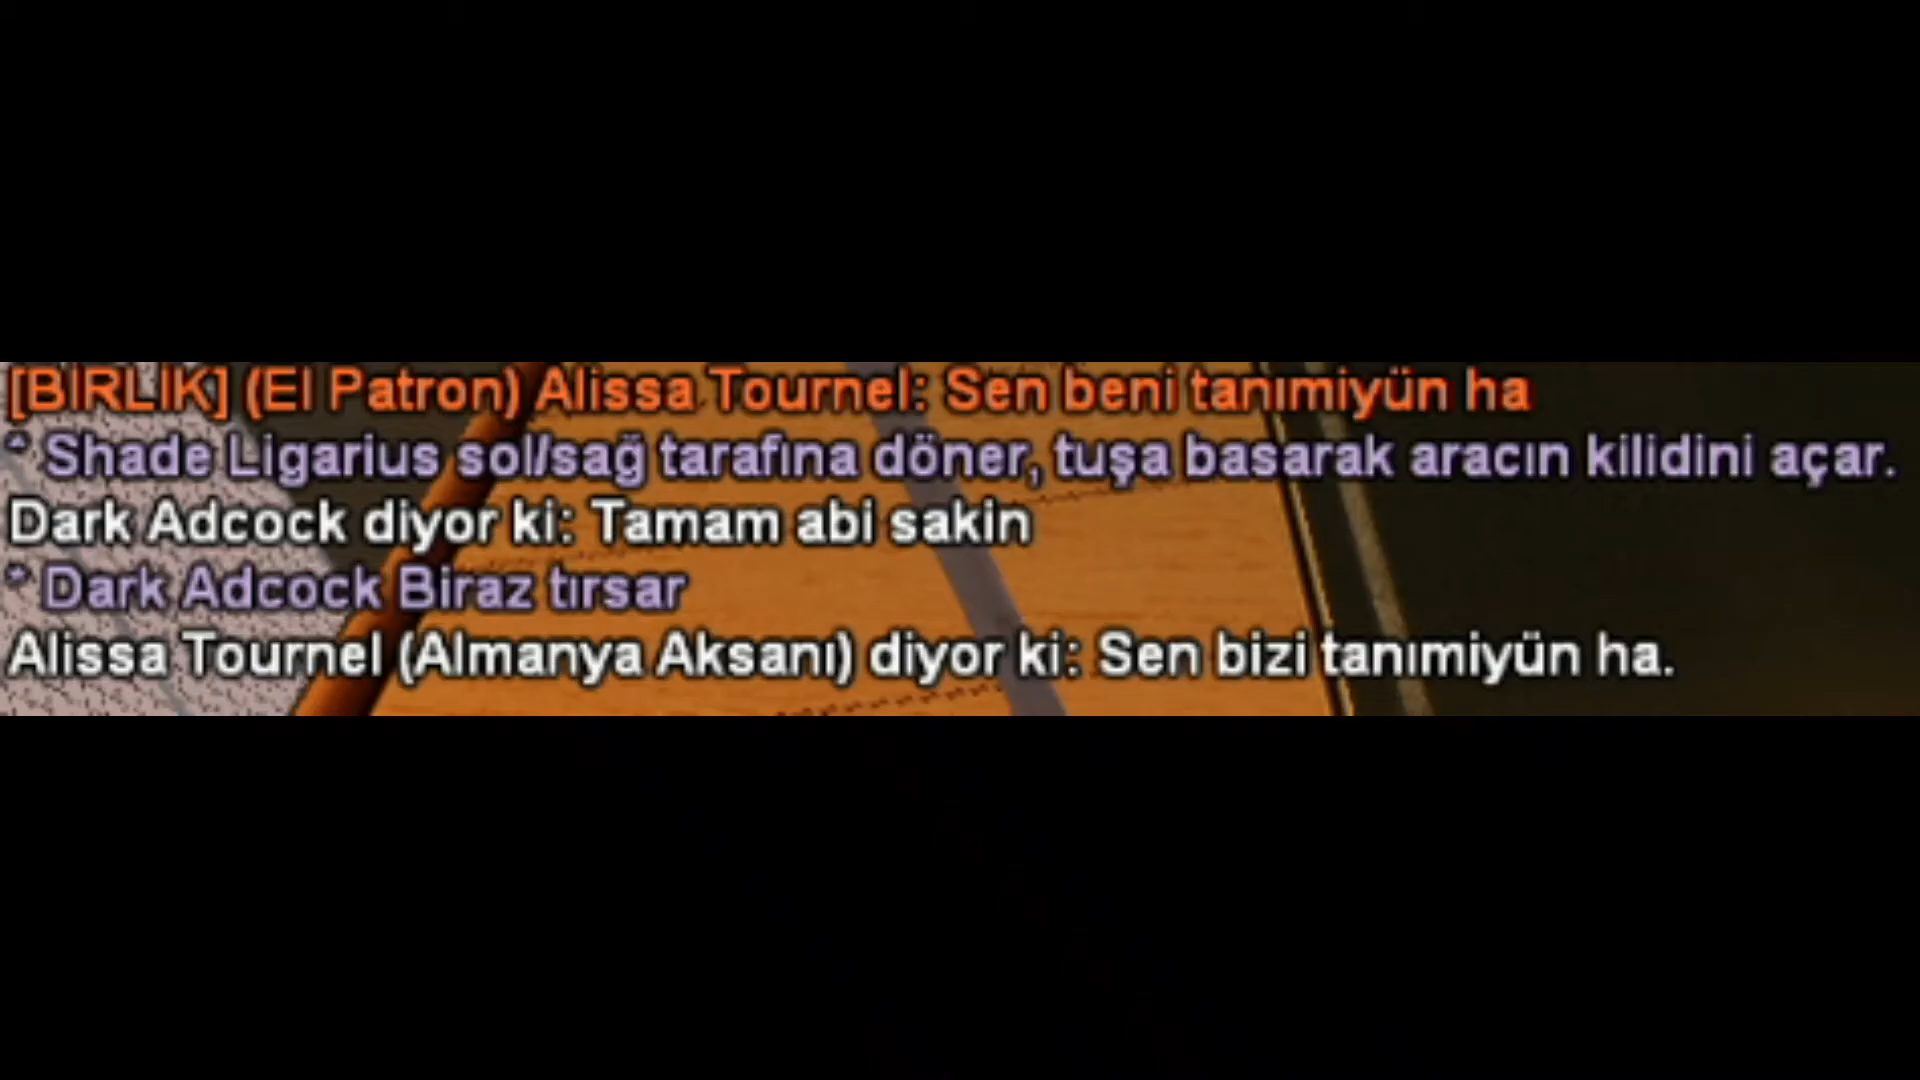 [BİRLİK] (El Patron) Alissa Tournel: Sen beni tanımiyün ha
* Shade Ligarius sol/sağ tarafına döner, tuşa basarak aracın kilidini açar.
Dark Adcock diyor ki: Tamam abi sakin
* Dark Adcock Biraz tırsar
Alissa Tournel (Almanya Aksanı) diyor ki: Sen bizi tanımiyün ha.